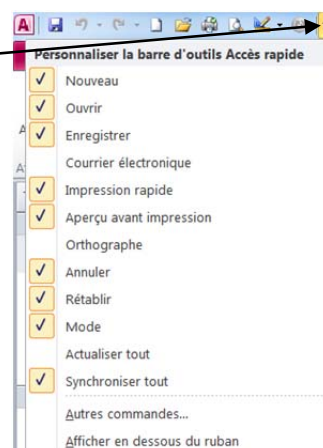 A
Personnaliser la barre d'outils Accès rapide
Nouveau
Ouvrir
Enregistrer
Courrier électronique
Impression rapide
Aperçu avant impression
Orthographe
Annuler
Rétablir
Mode
Actualiser tout
Synchroniser tout
Autres commandes...
Afficher en dessous du ruban